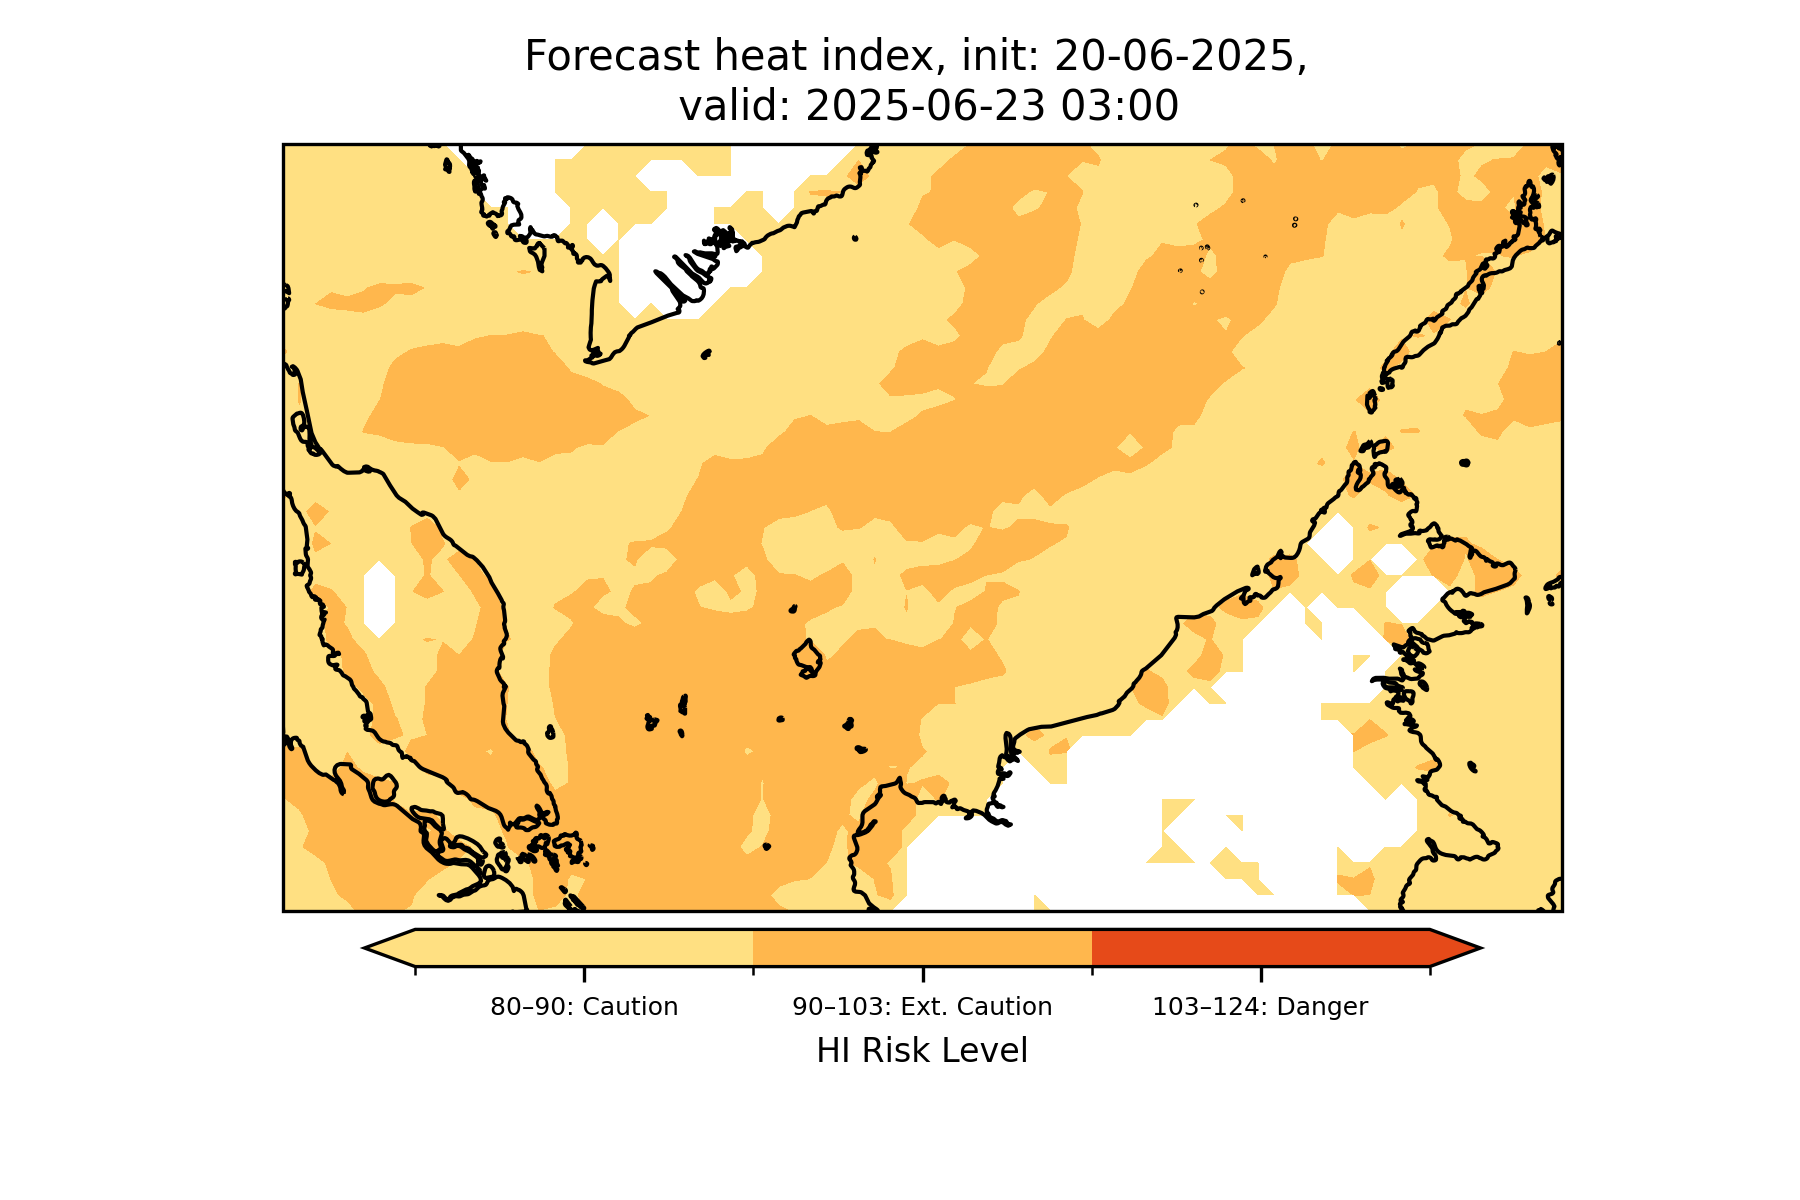 Forecast heat index, init: 20-06-2025,
valid: 2025-06-23 03:00
80–90: Caution
90–103: Ext. Caution
103–124: Danger
HI Risk Level